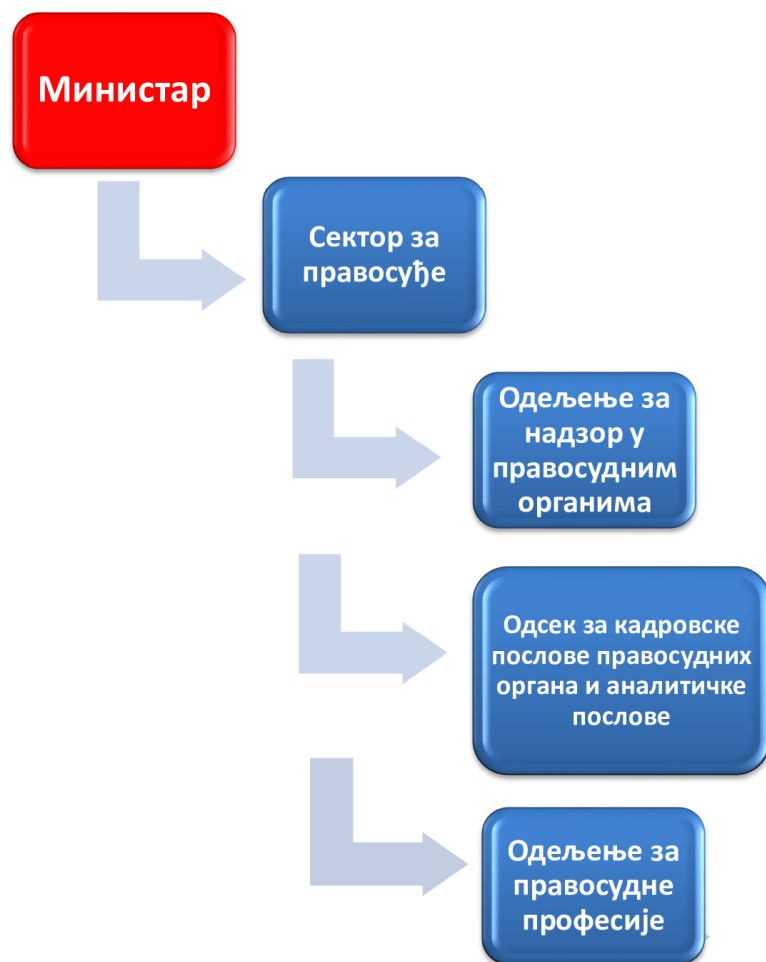 Министар
Сектор за
правосуђе
Одељење за
надзор у
правосудним
органима
Одсек за кадровске
послове правосудних
органа и аналитичке
послове
Одељење за
правосудне
професије